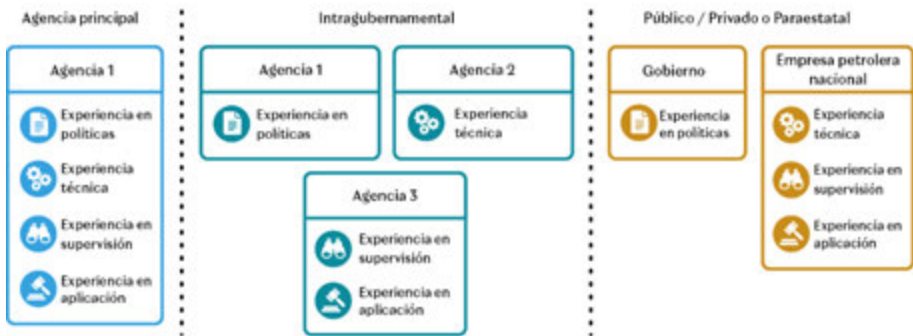 Agencia principal
Agencia 1
Experiencia en
políticas
Experiencia
técnica
Experiencia en
supervisión
Experiencia en
aplicación
Intragubernamental
Agencia 1
Experiencia en
políticas
Agencia 2
Experiencia
técnica
Agencia 3
Experiencia en
supervisión
Experiencia en
aplicación
Público / Privado o Paraestatal
Gobierno
Experiencia
en políticas
Empresa petrolera
nacional
Experiencia
técnica
Experiencia en
supervisión
Experiencia en
aplicación